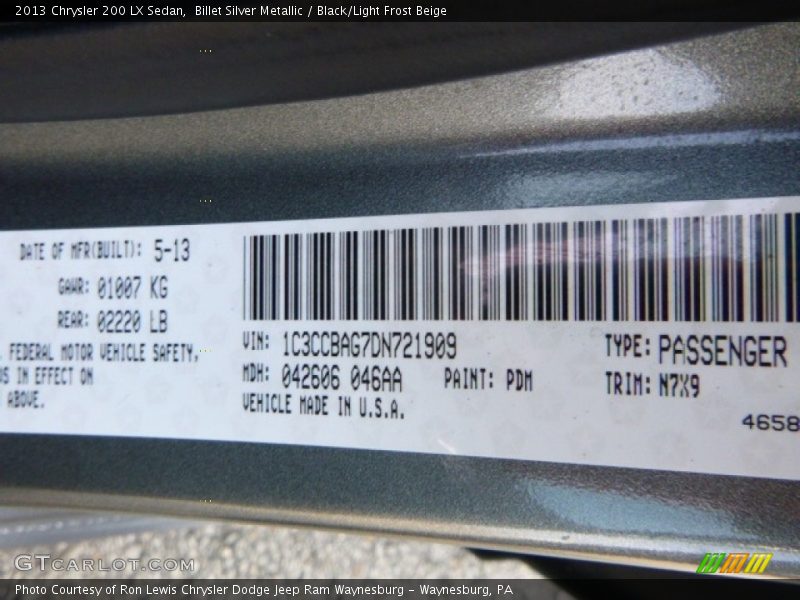 2013 Chrysler 200 LX Sedan,  Billet Silver Metallic / Black/Light Frost Beige
DATE OF MFR(BUILT): 5-13
GAWR: 01007 KG
REAR: 02220 LB
FEDERAL MOTOR VEHICLE SAFETY,
IN EFFECT ON
ABOVE.
VIN: 1C3CCBAG7DN721909
TYPE: PASSENGER
MDH: 042606 046AA
PAINT: PDM
TRIM: N7X9
VEHICLE MADE IN U.S.A.
4658
GTCARLOT.COM
Photo Courtesy of Ron Lewis Chrysler Dodge Jeep Ram Waynesburg - Waynesburg, PA